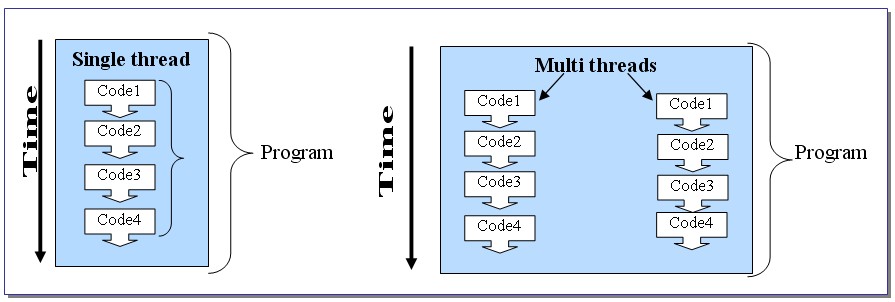 Time
Single thread
Code1
Code2
Code3
Code4
Program
Time
Multi threads
Code1
Code2
Code3
Code4
Code1
Code2
Code3
Code4
Program